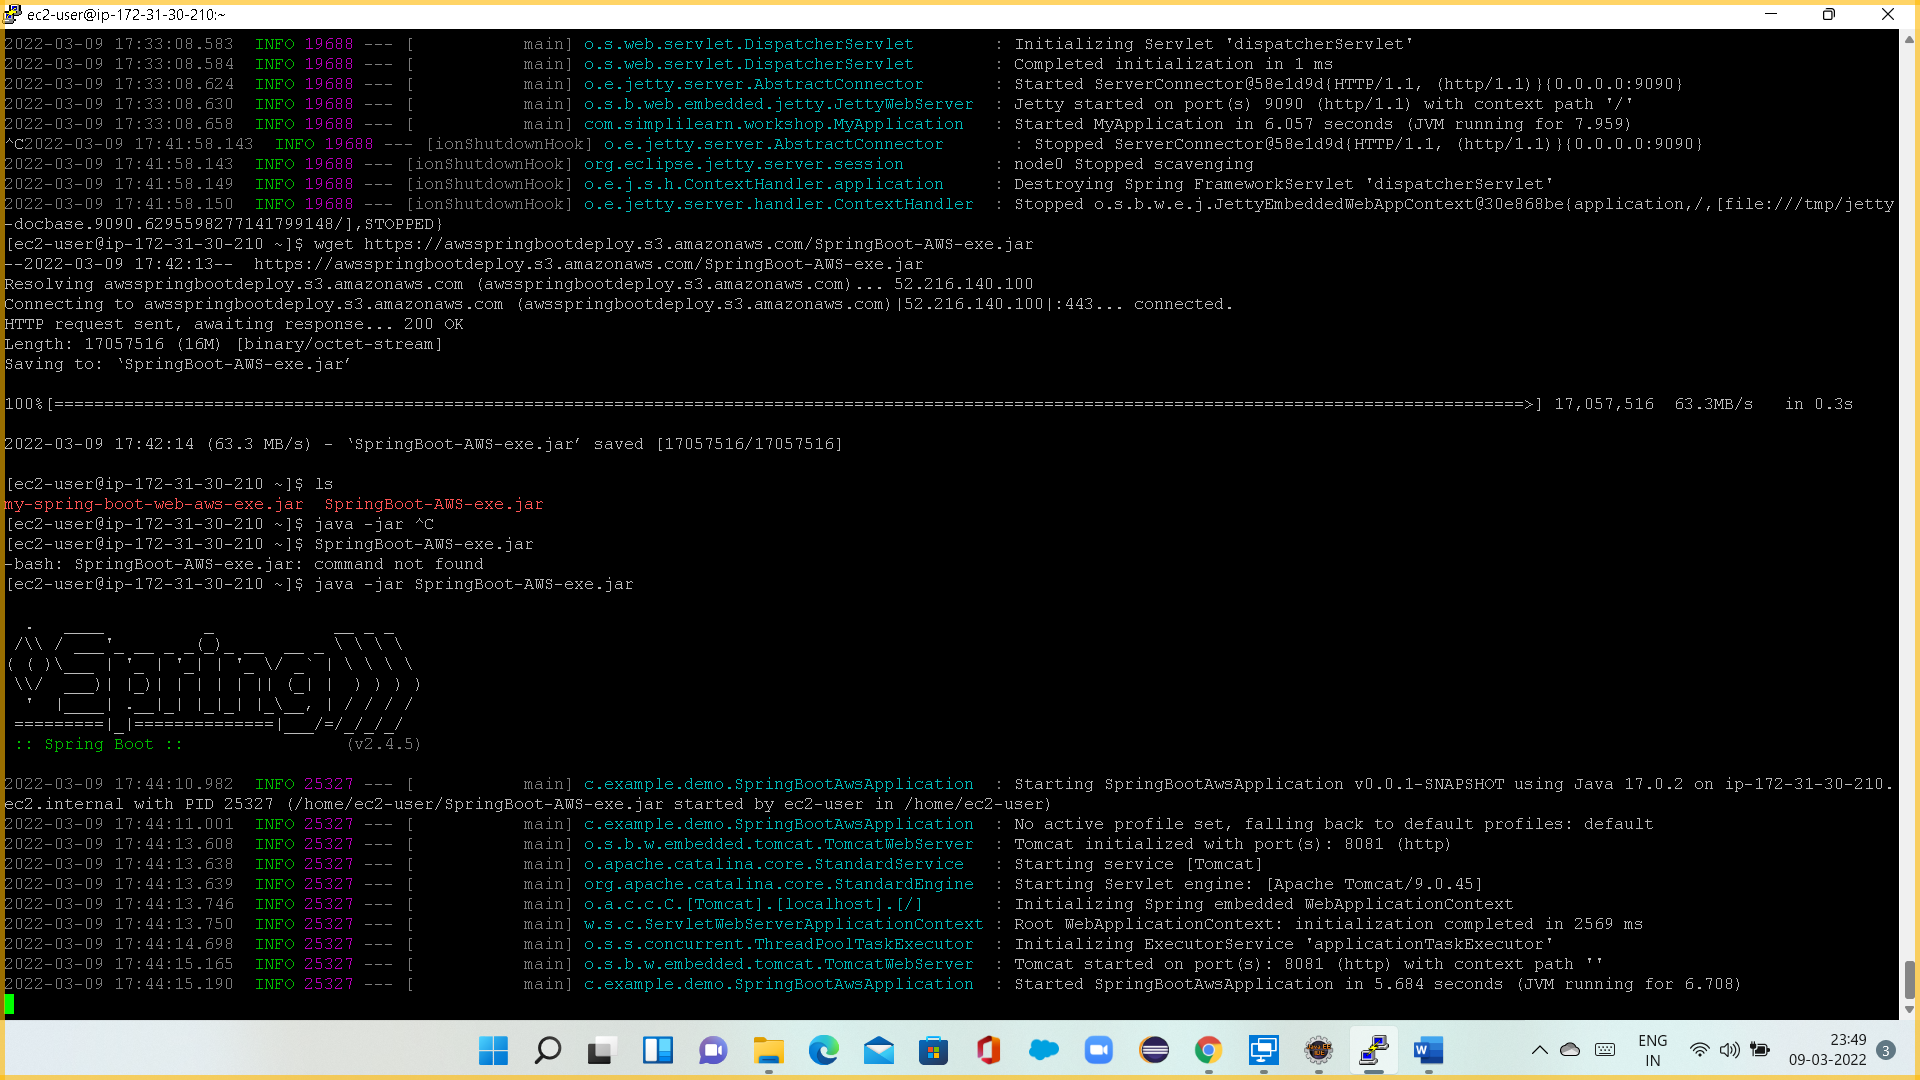 ec2-user@ip-172-31-30-210:~
2022-03-09 17:33:08.583  INFO 19688 --- [           main] o.s.web.servlet.DispatcherServlet        : Initializing Servlet 'dispatcherServlet'
2022-03-09 17:33:08.584  INFO 19688 --- [           main] o.s.web.servlet.DispatcherServlet        : Completed initialization in 1 ms
2022-03-09 17:33:08.624  INFO 19688 --- [           main] o.e.jetty.server.AbstractConnector       : Started ServerConnector@58e1d9d{HTTP/1.1, (http/1.1)}{0.0.0.0:9090}
2022-03-09 17:33:08.630  INFO 19688 --- [           main] o.s.b.web.embedded.jetty.JettyWebServer  : Jetty started on port(s) 9090 (http/1.1) with context path '/'
2022-03-09 17:33:08.658  INFO 19688 --- [           main] com.simplilearn.workshop.MyApplication   : Started MyApplication in 6.057 seconds (JVM running for 7.959)
^C2022-03-09 17:41:58.143  INFO 19688 --- [ionShutdownHook] o.e.jetty.server.AbstractConnector       : Stopped ServerConnector@58e1d9d{HTTP/1.1, (http/1.1)}{0.0.0.0:9090}
2022-03-09 17:41:58.143  INFO 19688 --- [ionShutdownHook] org.eclipse.jetty.server.session         : node0 Stopped scavenging
2022-03-09 17:41:58.149  INFO 19688 --- [ionShutdownHook] o.e.j.s.h.ContextHandler.application     : Destroying Spring FrameworkServlet 'dispatcherServlet'
2022-03-09 17:41:58.150  INFO 19688 --- [ionShutdownHook] o.e.jetty.server.handler.ContextHandler  : Stopped o.s.b.w.e.j.JettyEmbeddedWebAppContext@30e868be{application,/,[file:///tmp/jetty
-docbase.9090.6295598277141799148/],STOPPED}
[ec2-user@ip-172-31-30-210 ~]$ wget https://awsspringbootdeploy.s3.amazonaws.com/SpringBoot-AWS-exe.jar
--2022-03-09 17:42:13--  https://awsspringbootdeploy.s3.amazonaws.com/SpringBoot-AWS-exe.jar
Resolving awsspringbootdeploy.s3.amazonaws.com (awsspringbootdeploy.s3.amazonaws.com)... 52.216.140.100
Connecting to awsspringbootdeploy.s3.amazonaws.com (awsspringbootdeploy.s3.amazonaws.com)|52.216.140.100|:443... connected.
HTTP request sent, awaiting response... 200 OK
Length: 17057516 (16M) [binary/octet-stream]
Saving to: ‘SpringBoot-AWS-exe.jar’
100%[===================================================================================================================================================>] 17,057,516  63.3MB/s   in 0.3s
2022-03-09 17:42:14 (63.3 MB/s) - ‘SpringBoot-AWS-exe.jar’ saved [17057516/17057516]
[ec2-user@ip-172-31-30-210 ~]$ ls
my-spring-boot-web-aws-exe.jar  SpringBoot-AWS-exe.jar
[ec2-user@ip-172-31-30-210 ~]$ java -jar ^C
[ec2-user@ip-172-31-30-210 ~]$ SpringBoot-AWS-exe.jar
-bash: SpringBoot-AWS-exe.jar: command not found
[ec2-user@ip-172-31-30-210 ~]$ java -jar SpringBoot-AWS-exe.jar
Spring
:: Spring Boot ::                (v2.4.5)
2022-03-09 17:44:10.982  INFO 25327 --- [           main] c.example.demo.SpringBootAwsApplication  : Starting SpringBootAwsApplication v0.0.1-SNAPSHOT using Java 17.0.2 on ip-172-31-30-210.
ec2.internal with PID 25327 (/home/ec2-user/SpringBoot-AWS-exe.jar started by ec2-user in /home/ec2-user)
2022-03-09 17:44:11.001  INFO 25327 --- [           main] c.example.demo.SpringBootAwsApplication  : No active profile set, falling back to default profiles: default
2022-03-09 17:44:13.608  INFO 25327 --- [           main] o.s.b.w.embedded.tomcat.TomcatWebServer  : Tomcat initialized with port(s): 8081 (http)
2022-03-09 17:44:13.638  INFO 25327 --- [           main] o.apache.catalina.core.StandardService   : Starting service [Tomcat]
2022-03-09 17:44:13.639  INFO 25327 --- [           main] org.apache.catalina.core.StandardEngine  : Starting Servlet engine: [Apache Tomcat/9.0.45]
2022-03-09 17:44:13.746  INFO 25327 --- [           main] o.a.c.c.C.[Tomcat].[localhost].[/]       : Initializing Spring embedded WebApplicationContext
2022-03-09 17:44:13.750  INFO 25327 --- [           main] w.s.c.ServletWebServerApplicationContext : Root WebApplicationContext: initialization completed in 2569 ms
2022-03-09 17:44:14.698  INFO 25327 --- [           main] o.s.s.concurrent.ThreadPoolTaskExecutor  : Initializing ExecutorService 'applicationTaskExecutor'
2022-03-09 17:44:15.165  INFO 25327 --- [           main] o.s.b.w.embedded.tomcat.TomcatWebServer  : Tomcat started on port(s): 8081 (http) with context path ''
2022-03-09 17:44:15.190  INFO 25327 --- [           main] c.example.demo.SpringBootAwsApplication  : Started SpringBootAwsApplication in 5.684 seconds (JVM running for 6.708)
ENG
IN
23:49
09-03-2022
3